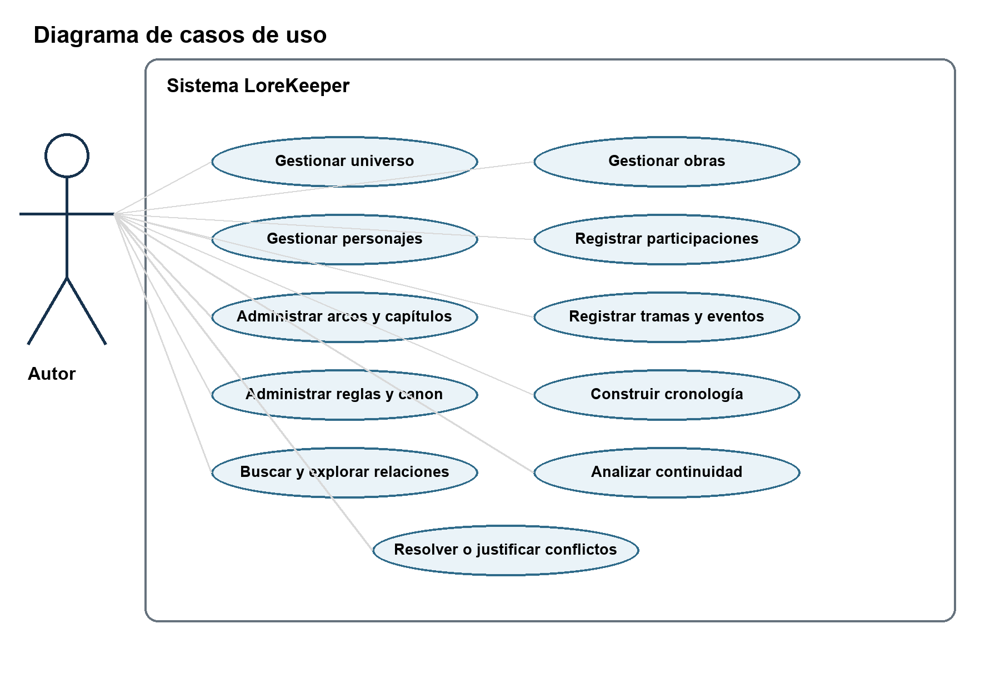 Diagrama de casos de uso
Sistema LoreKeeper
Gestionar universo
Gestionar obras
Gestionar personajes
Registrar participaciones
Administrar arcos y capítulos
Registrar tramas y eventos
Autor
Administrar reglas y canon
Construir cronología
Buscar y explorar relaciones
Analizar continuidad
Resolver o justificar conflictos